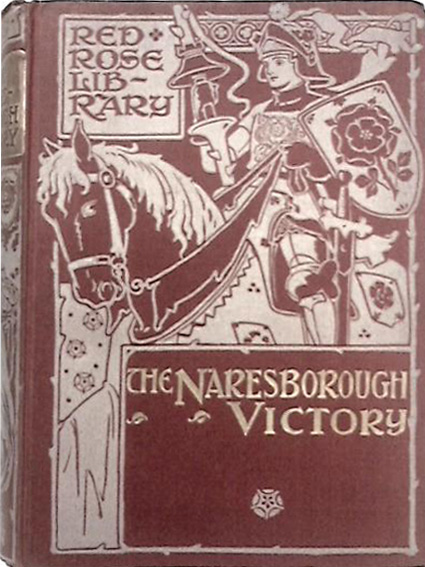 RED
ROSE
LIB-
RARY
THE NARESBOROUGH
VICTORY